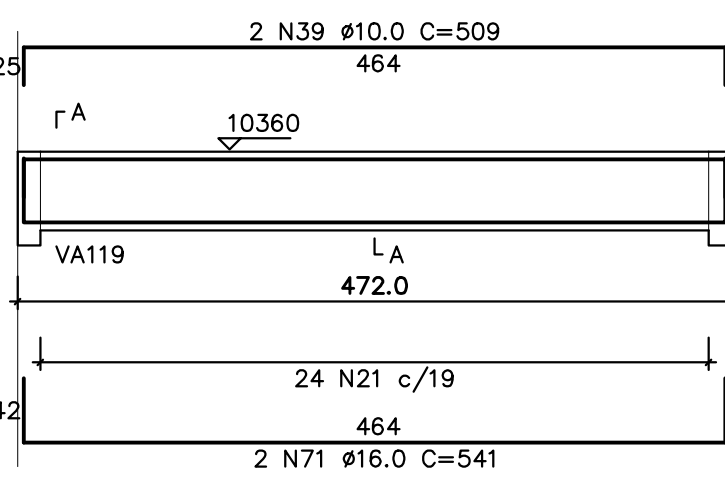 2 N39 ø10.0 C=509
25
464
Γ A
10360
VA119
L A
472.0
24 N21 c/19
42
464
2 N71 ø16.0 C=541